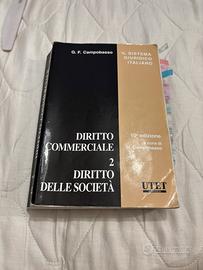 G. F. Campobasso
IL SISTEMA
GIURIDICO
ITALIANO
DIRITTO
COMMERCIALE
2
DIRITTO
DELLE SOCIETÀ
10ª edizione
a cura di
M. Campobasso
UTET